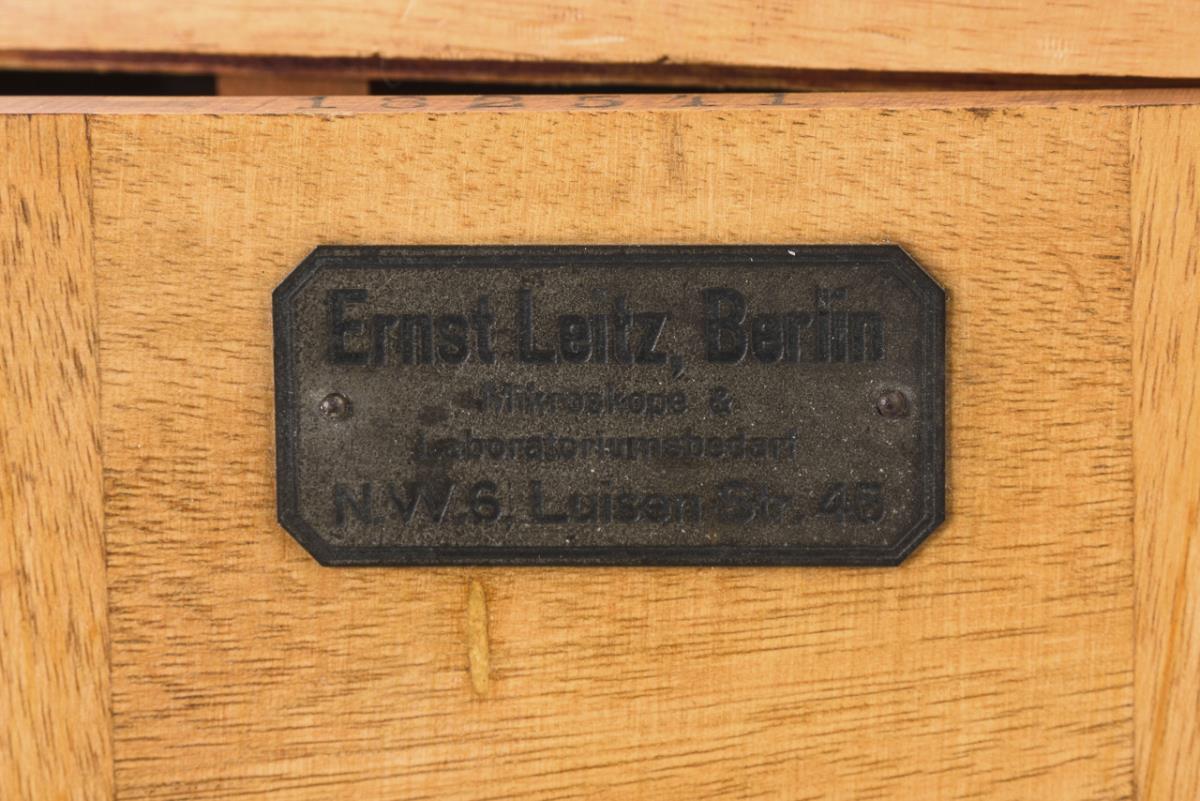 182541
Ernst Leitz, Berlin
Mikroskope &
Laboratoriumsbedarf
N.W.6. Luisen Str. 45